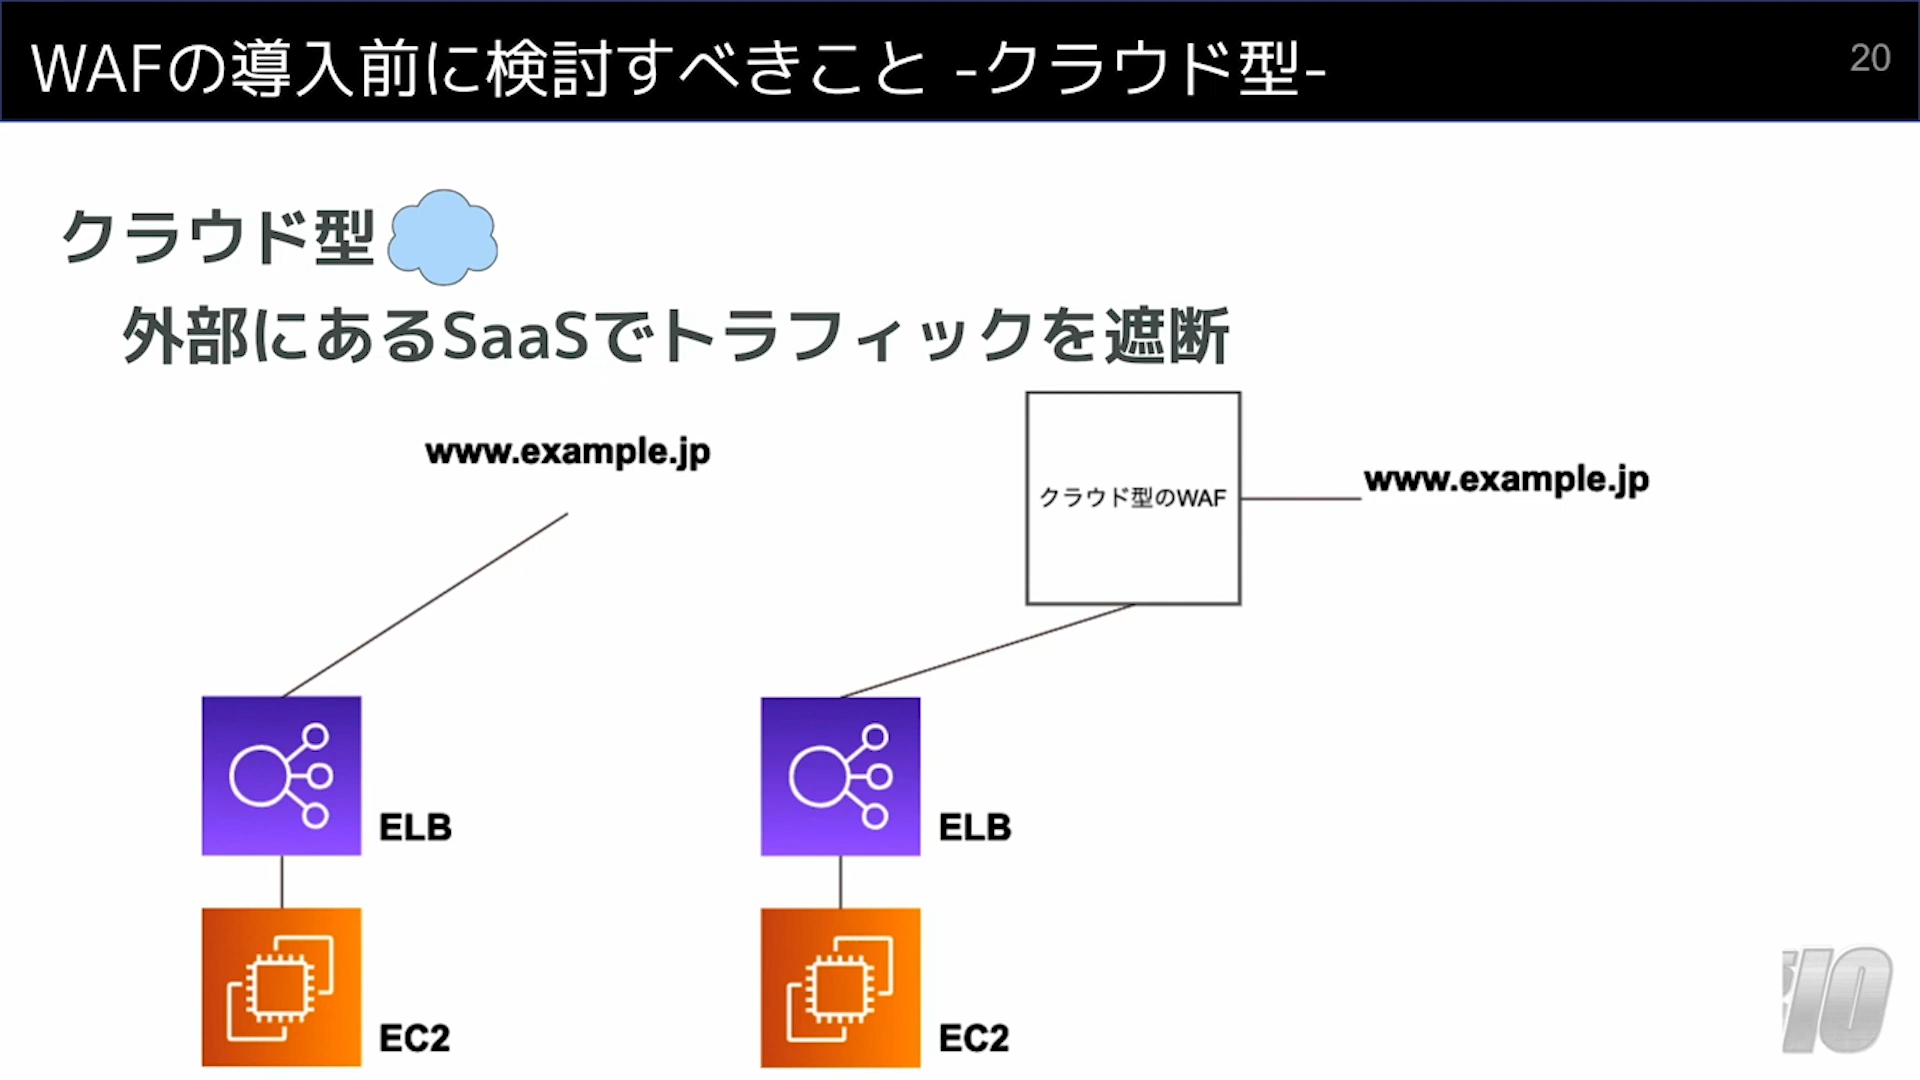 WAFの導入前に検討すべきこと -クラウド型-
20
クラウド型
外部にあるSaaSでトラフィックを遮断
www.example.jp
クラウド型のWAF
www.example.jp
ELB
ELB
EC2
EC2
10